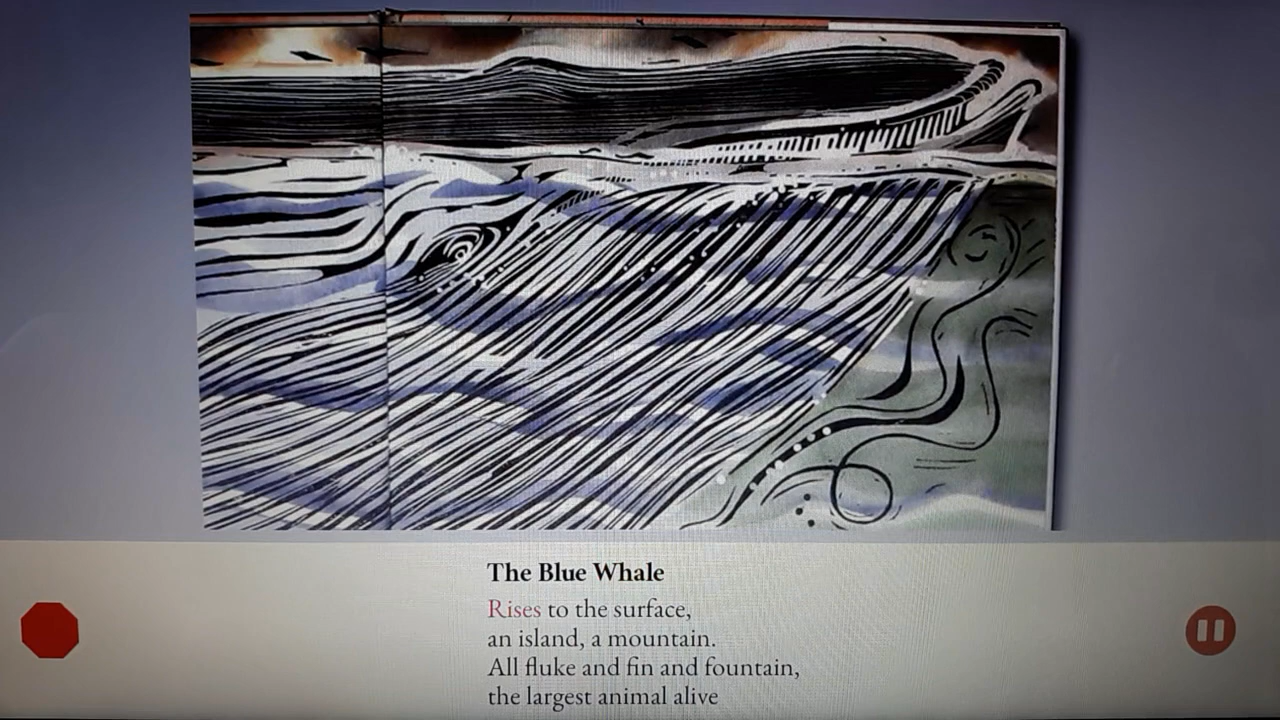 The Blue Whale
Rises to the surface,
an island, a mountain.
All fluke and fin and fountain,
the largest animal alive